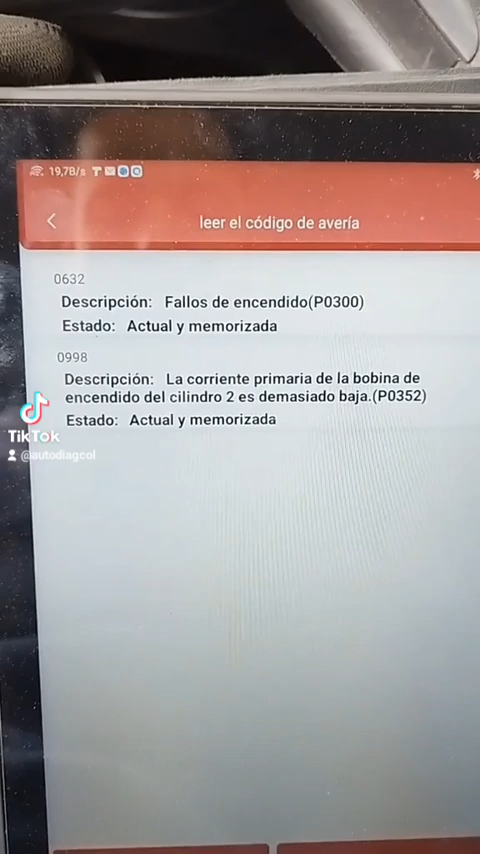 19,7B/s
leer el código de avería
0632
Descripción: Fallos de encendido(P0300)
Estado: Actual y memorizada
0998
Descripción: La corriente primaria de la bobina de
encendido del cilindro 2 es demasiado baja.(P0352)
Estado: Actual y memorizada
TikTok
@autodiagcol